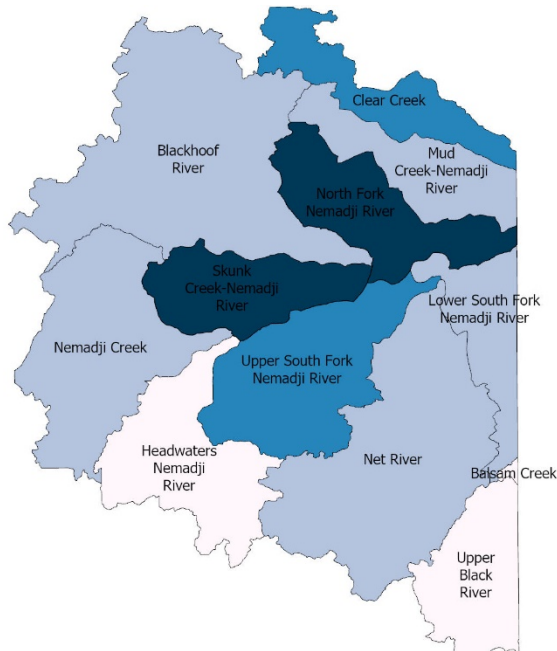 Clear Creek
Blackhoof
River
Mud
Creek-Nemadji
River
North Fork
Nemadji River
Skunk
Creek-Nemadji
River
Lower South Fork
Nemadji River
Nemadji Creek
Upper South Fork
Nemadji River
Headwaters
Nemadji
River
Net River
Balsam Creek
Upper
Black
River